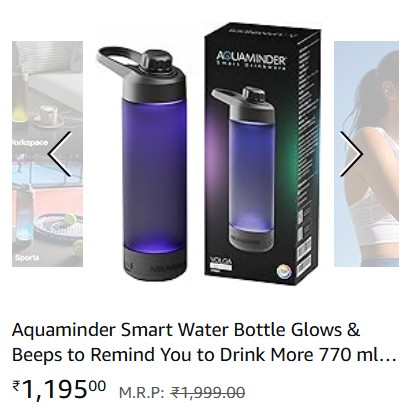 AQUAMINDER
Smart Drinkware
Workspace
VOLGA
Sports
Aquaminder Smart Water Bottle Glows &
Beeps to Remind You to Drink More 770 ml…
₹1,195⁰⁰ M.R.P: ₹1,999.00